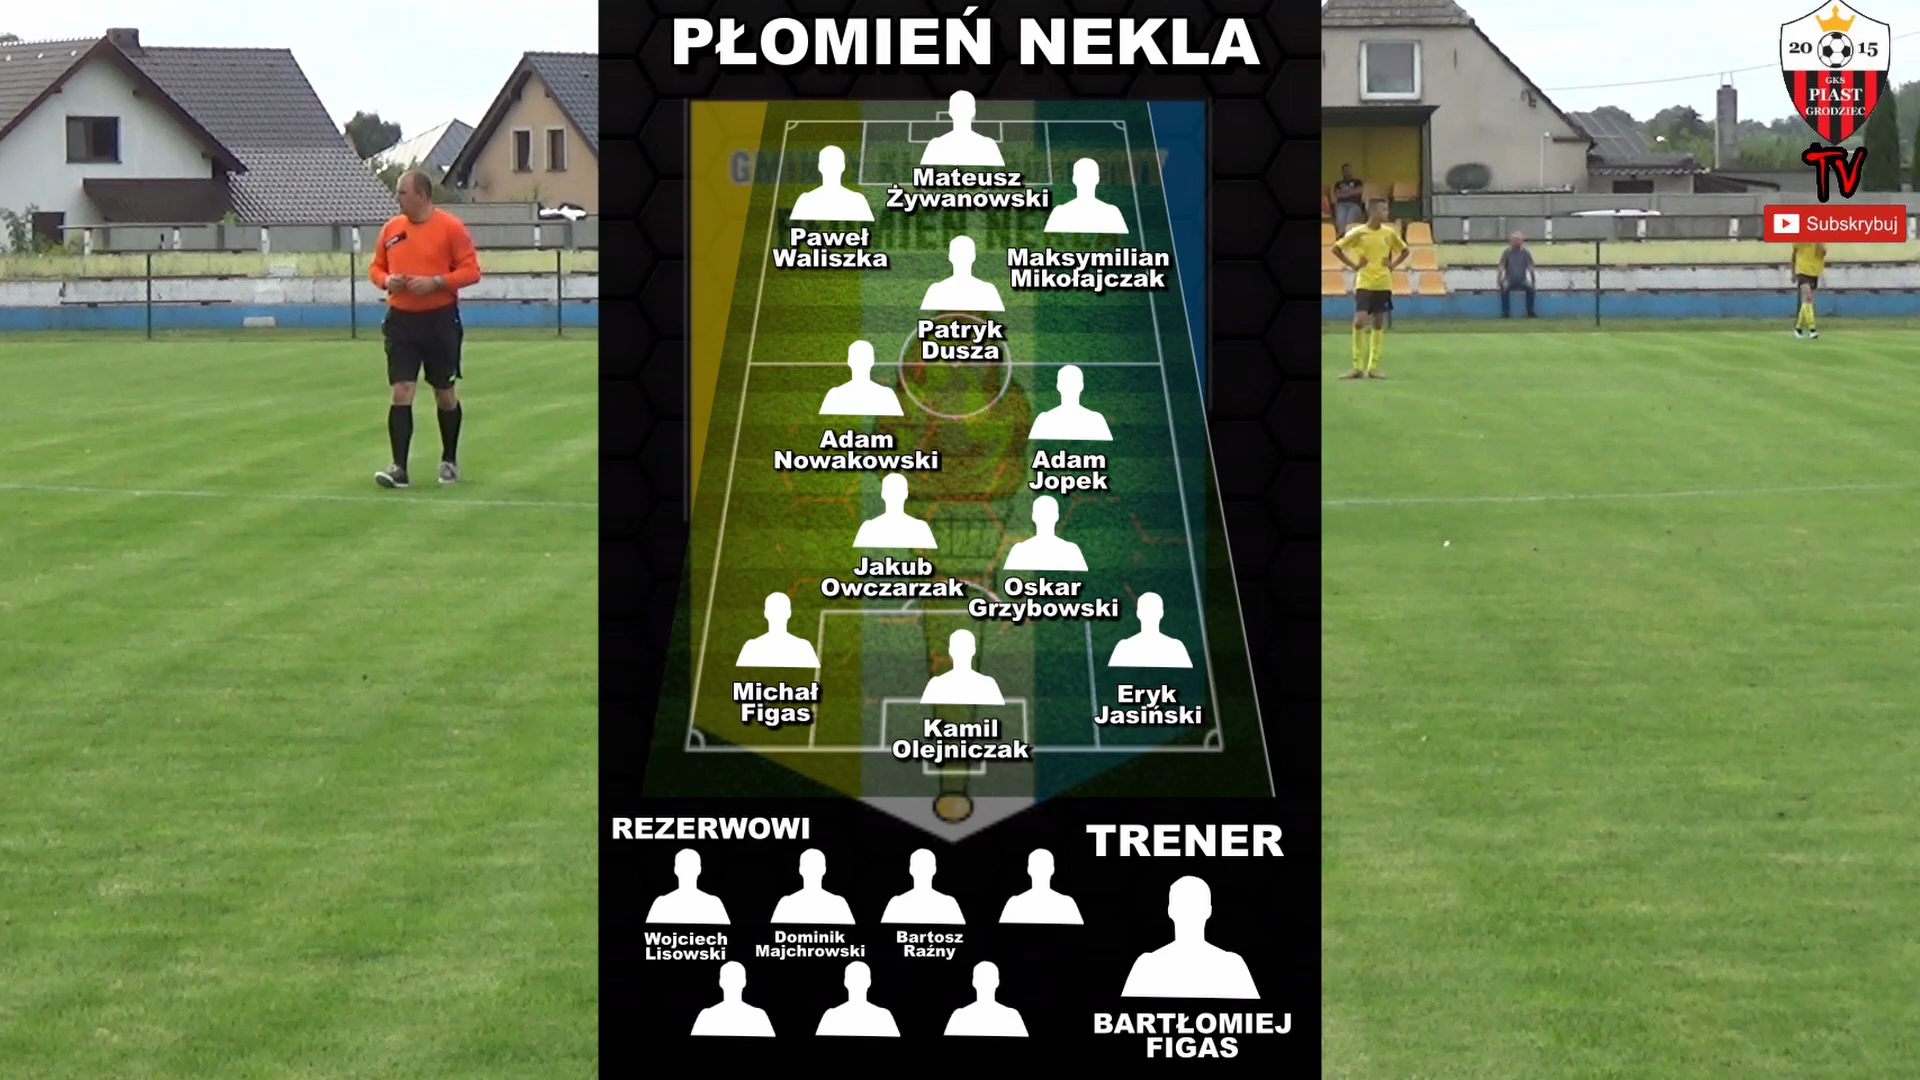 PŁOMIEŃ NEKLA
Mateusz
Żywanowski
Paweł
Waliszka
Maksymilian
Mikołajczak
Patryk
Dusza
Adam
Nowakowski
Adam
Jopek
Jakub
Owczarzak
Oskar
Grzybowski
Michał
Figas
Eryk
Jasiński
Kamil
Olejniczak
REZERWOWI
Wojciech
Lisowski
Dominik
Majchrowski
Bartosz
Raźny
TRENER
BARTŁOMIEJ
FIGAS
20 15
GKS
PIAST
GRODZIEC
TV
Subskrybuj